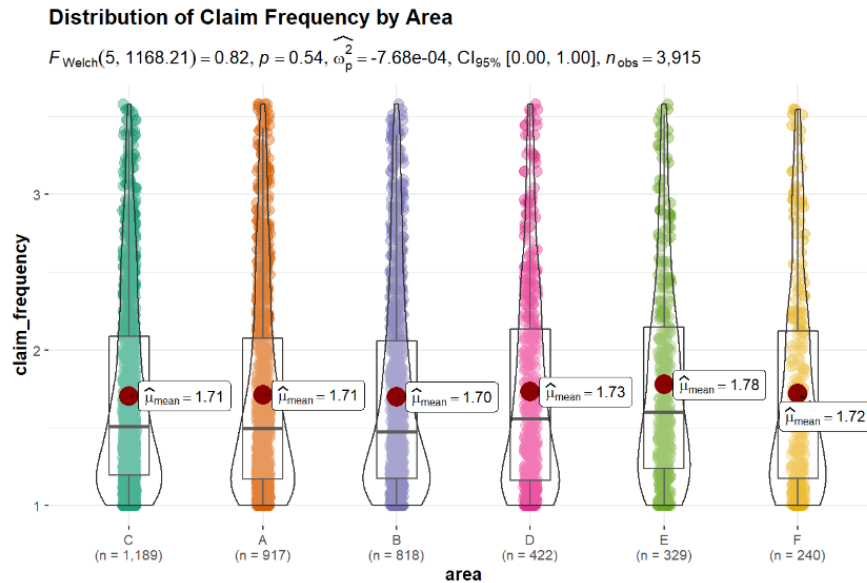 Distribution of Claim Frequency by Area
F Welch(5, 1168.21) = 0.82, p = 0.54, ω̂²ₚ = -7.68e-04, CI95% [0.00, 1.00], nobs = 3,915
3
2
1
claim_frequency
μ̂mean = 1.71
μ̂mean = 1.71
μ̂mean = 1.70
μ̂mean = 1.73
μ̂mean = 1.78
μ̂mean = 1.72
C
(n = 1,189)
A
(n = 917)
B
(n = 818)
D
(n = 422)
E
(n = 329)
F
(n = 240)
area